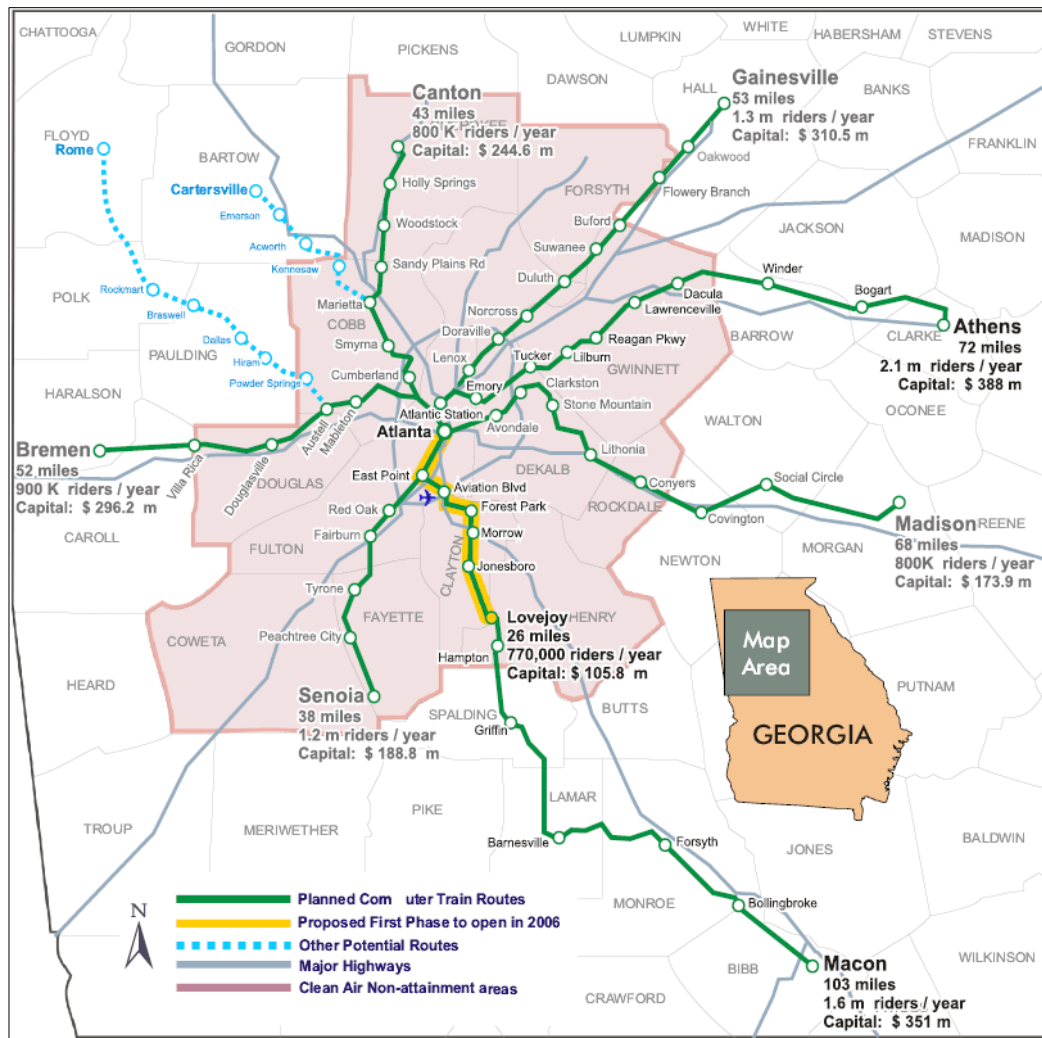 CHATTOOGA
GORDON
PICKENS
LUMPKIN
WHITE
HABERSHAM
STEVENS
DAWSON
HALL
BANKS
FRANKLIN
Gainesville
53 miles
1.3 m riders / year
Capital: $ 310.5 m
Canton
43 miles
800 K riders / year
Capital: $ 244.6 m
FLOYD
Rome
BARTOW
Cartersville
Emerson
Acworth
Kennesaw
Holly Springs
Woodstock
Sandy Plains Rd
Marietta
COBB
Smyrna
Cumberland
FORSYTH
Oakwood
Flowery Branch
Buford
Suwanee
Duluth
Norcross
Doraville
Lenox
JACKSON
MADISON
Winder
Bogart
Dacula
Lawrenceville
Reagan Pkwy
Lilburn
Tucker
Emory
GWINNETT
BARROW
CLARKE
Athens
72 miles
2.1 m riders / year
Capital: $ 388 m
OCONEE
POLK
Rockmart
Braswell
Dallas
Hiram
Powder Springs
PAULDING
HARALSON
Bremen
52 miles
900 K riders / year
Capital: $ 296.2 m
Villa Rica
Douglasville
Austell
Mableton
DOUGLAS
CARROLL
Atlantic Station
Atlanta
Clarkston
Stone Mountain
Avondale
Lithonia
DEKALB
WALTON
Conyers
Social Circle
ROCKDALE
Covington
NEWTON
MORGAN
Madison
68 miles
800K riders / year
Capital: $ 173.9 m
REENE
East Point
Aviation Blvd
Forest Park
Morrow
Jonesboro
CLAYTON
Red Oak
Fairburn
FULTON
Tyrone
FAYETTE
Peachtree City
COWETA
HEARD
Lovejoy
26 miles
770,000 riders / year
Capital: $ 105.8 m
HENRY
Hampton
Senoia
38 miles
1.2 m riders / year
Capital: $ 188.8 m
SPALDING
Griffin
BUTTS
PUTNAM
Map
Area
GEORGIA
TROUP
MERIWETHER
PIKE
LAMAR
Barnesville
Forsyth
JONES
BALDWIN
MONROE
Bollingbroke
BIBB
WILKINSON
CRAWFORD
Macon
103 miles
1.6 m riders / year
Capital: $ 351 m
N
Planned Com uter Train Routes
Proposed First Phase to open in 2006
Other Potential Routes
Major Highways
Clean Air Non-attainment areas